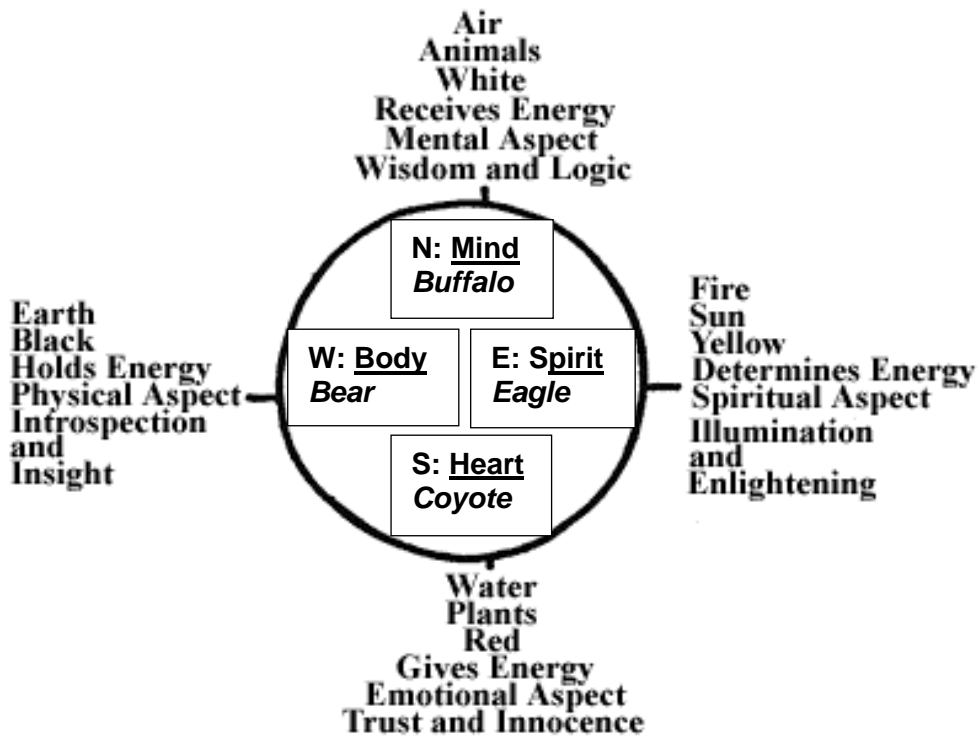 Air
Animals
White
Receives Energy
Mental Aspect
Wisdom and Logic
N: Mind
Buffalo
Earth
Black
Holds Energy
Physical Aspect
Introspection
and
Insight
W: Body
Bear
E: Spirit
Eagle
Fire
Sun
Yellow
Determines Energy
Spiritual Aspect
Illumination
and
Enlightening
S: Heart
Coyote
Water
Plants
Red
Gives Energy
Emotional Aspect
Trust and Innocence